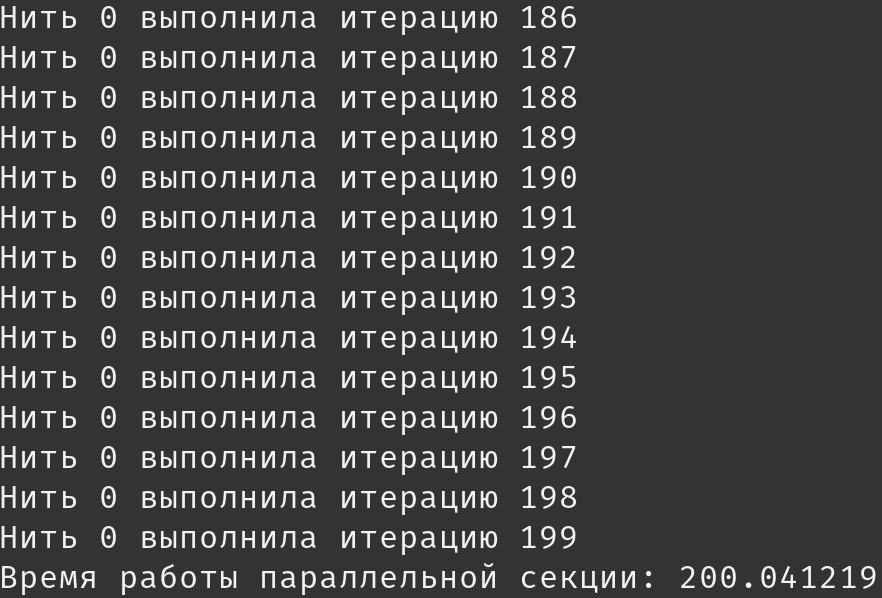 Нить 0 выполнила итерацию 186
Нить 0 выполнила итерацию 187
Нить 0 выполнила итерацию 188
Нить 0 выполнила итерацию 189
Нить 0 выполнила итерацию 190
Нить 0 выполнила итерацию 191
Нить 0 выполнила итерацию 192
Нить 0 выполнила итерацию 193
Нить 0 выполнила итерацию 194
Нить 0 выполнила итерацию 195
Нить 0 выполнила итерацию 196
Нить 0 выполнила итерацию 197
Нить 0 выполнила итерацию 198
Нить 0 выполнила итерацию 199
Время работы параллельной секции: 200.041219